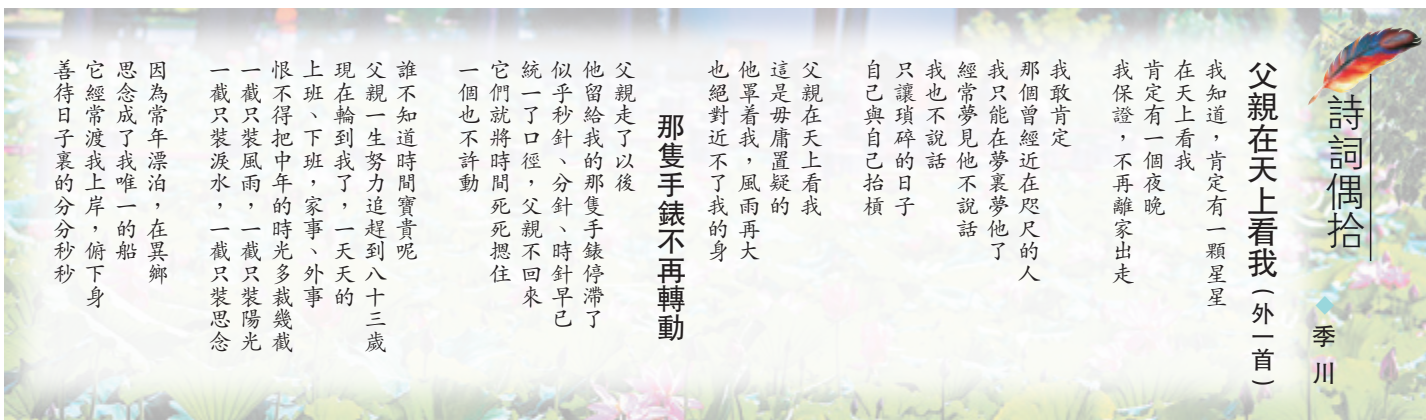 詩詞偶拾
季川
父親在天上看我（外一首）
我知道，肯定有一顆星星
在天上看我
肯定有一個夜晚
我保證，不再離家出走
我敢肯定
那個曾經近在咫尺的人
我只能在夢裏夢他了
經常夢見他不說話
我也不說話
只讓瑣碎的日子
自己與自己抬槓
父親在天上看我
這是毋庸置疑的
他罩着我，風雨再大
也絕對近不了我的身
那隻手錶不再轉動
父親走了以後
他留給我的那隻手錶停滯了
似乎秒針、分針、時針早已
統一了口徑，父親不回來
它們就將時間死死摁住
一個也不許動
誰不知道時間寶貴呢
父親一生努力追趕到八十三歲
現在輪到我了，一天天的
上班、下班，家事、外事
恨不得把中年的時光多裁幾截
一截只裝風雨，一截只裝陽光
一截只裝淚水，一截只裝思念
因為常年漂泊，在異鄉
思念成了我唯一的船
它經常渡我上岸，俯下身
善待日子裏的分分秒秒